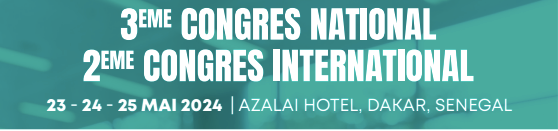 3EME CONGRES NATIONAL
2EME CONGRES INTERNATIONAL
23 - 24 - 25 MAI 2024 | AZALAI HOTEL, DAKAR, SENEGAL